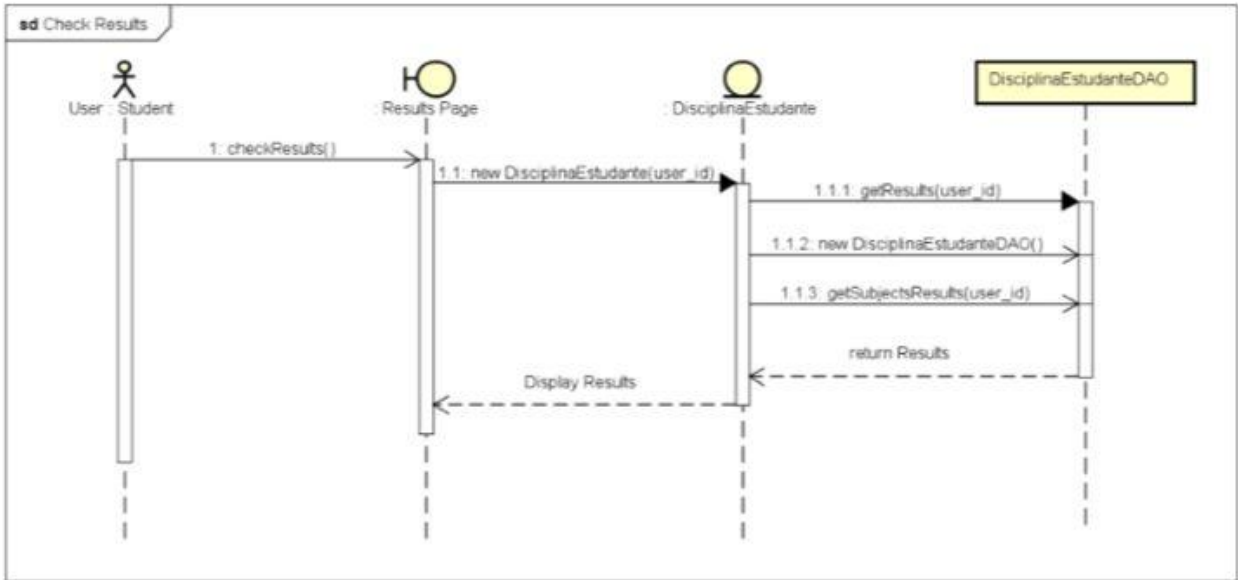 sd Check Results
User : Student
: Results Page
: DisciplinaEstudante
DisciplinaEstudanteDAO
1: checkResults()
1.1: new DisciplinaEstudante(user_id)
1.1.1: getResults(user_id)
1.1.2: new DisciplinaEstudanteDAO()
1.1.3: getSubjectsResults(user_id)
return Results
Display Results